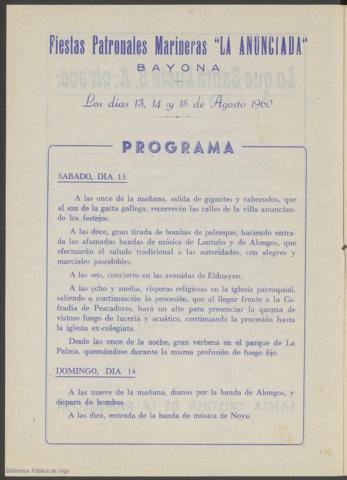 Fiestas Patronales Marineras "LA ANUNCIADA"
BAYONA
Los dias 13, 14 y 15 de Agosto 1960
PROGRAMA
SABADO, DIA 13
A las once de la mañana, salida de gigantes y cabezudos, que
al son de la gaita gallega, recorrerán las calles de la villa anuncian-
do los festejos.
A las doce, gran tirada de bombas de palenque, haciendo entra-
da las afamadas bandas de música de Lantaño y de Alongos, que
efectuarán el saludo tradicional a las autoridades, con alegres y
marciales pasodobles.
A las seis, concierto en las avenidas de Elduayen.
A las ocho y media, vísperas religiosas en la iglesia parroquial,
saliendo a continuación la procesión, que al llegar frente a la Co-
fradía de Pescadores, hará un alto para presenciar la quema de
vistoso fuego de lucería y acuático, continuando la procesión hasta
la iglesia ex-colegiata.
Desde las once de la noche, gran verbena en el parque de La
Palma, quemándose durante la misma profusión de fuego fijo.
DOMINGO, DIA 14
A las nueve de la mañana, dianas por la banda de Alongos, y
disparo de bombas.
A las diez, entrada de la banda de música de Noya.
Biblioteca Pública de Vigo